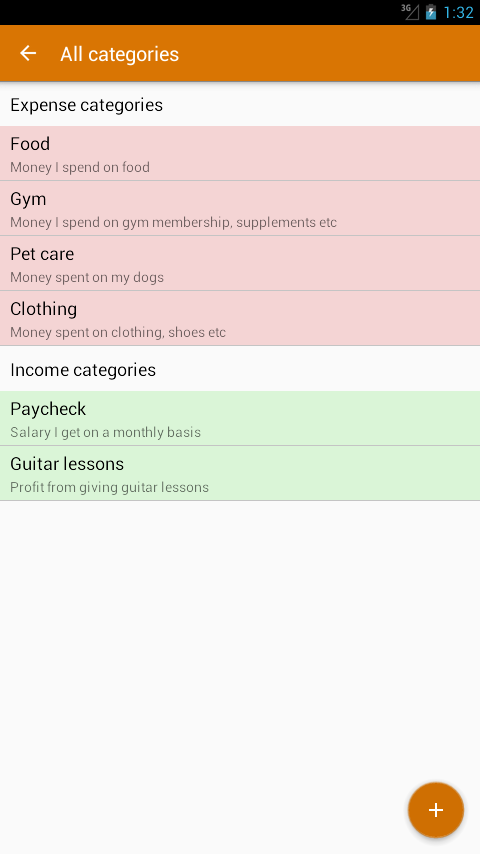 3G 1:32
All categories
Expense categories
Food
Money I spend on food
Gym
Money I spend on gym membership, supplements etc
Pet care
Money spent on my dogs
Clothing
Money spent on clothing, shoes etc
Income categories
Paycheck
Salary I get on a monthly basis
Guitar lessons
Profit from giving guitar lessons